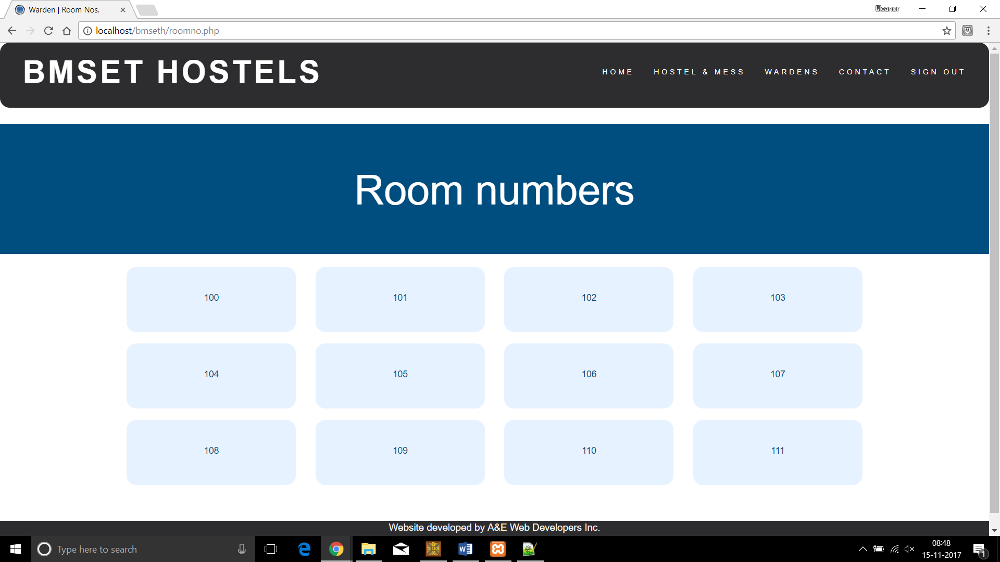 Warden | Room Nos.
Eleanor
localhost/bmseth/roomno.php
BMSET HOSTELS
HOME HOSTEL & MESS WARDENS CONTACT SIGN OUT
Room numbers
100 101 102 103
104 105 106 107
108 109 110 111
Website developed by A&E Web Developers Inc.
Type here to search
08:48
15-11-2017
1